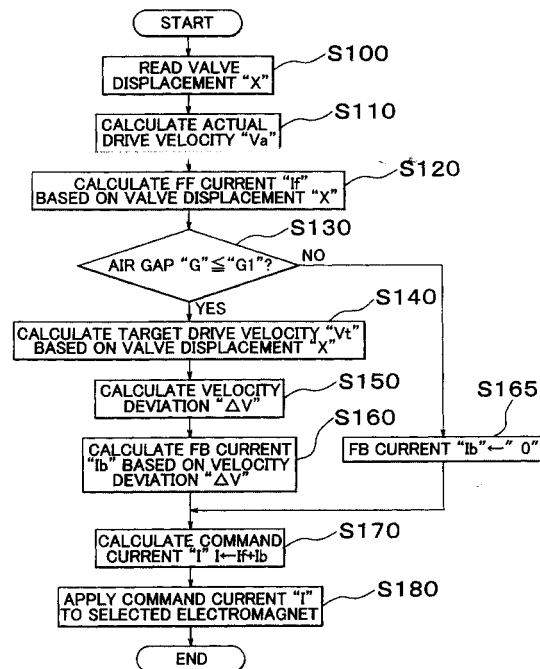 START
S100
READ VALVE
DISPLACEMENT "X"
S110
CALCULATE ACTUAL
DRIVE VELOCITY "Va"
S120
CALCULATE FF CURRENT "If"
BASED ON VALVE DISPLACEMENT "X"
S130
AIR GAP "G" ≦ "G1"?
NO
YES
S140
CALCULATE TARGET DRIVE VELOCITY "Vt"
BASED ON VALVE DISPLACEMENT "X"
S150
CALCULATE VELOCITY
DEVIATION "△V"
S160
CALCULATE FB CURRENT
"Ib" BASED ON VELOCITY
DEVIATION "△V"
S165
FB CURRENT "Ib"←" 0"
S170
CALCULATE COMMAND
CURRENT "I" I←If+Ib
S180
APPLY COMMAND CURRENT "I"
TO SELECTED ELECTROMAGNET
END